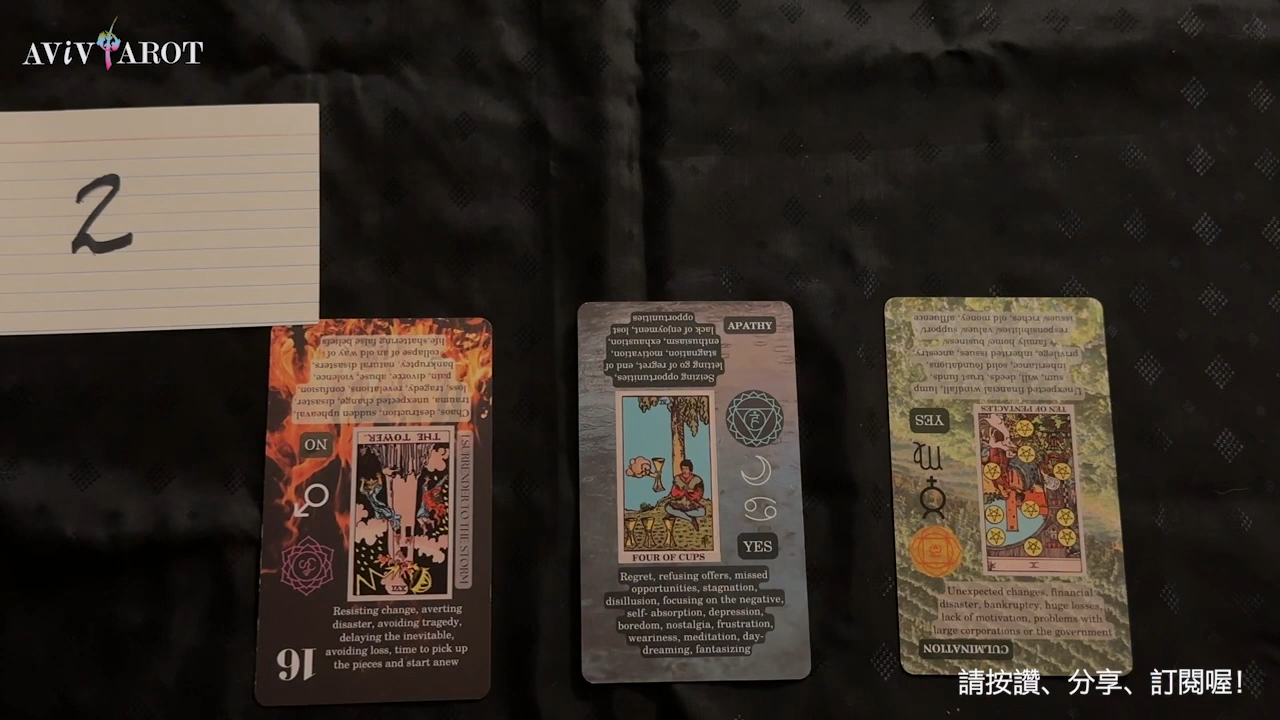 AViV TAROT
2
Chaos, destruction, sudden upheaval,
trauma, unexpected change, disaster,
loss, tragedy, revelations, confusion,
pain, divorce, abuse, violence,
bankruptcy, natural disasters,
collapse of an old way of
life-shattering false beliefs
NO
THE TOWER.
SURRENDER TO THE STORM
XVI
Resisting change, averting
disaster, avoiding tragedy,
delaying the inevitable,
avoiding loss, time to pick up
the pieces and start anew
16
Seizing opportunities,
letting go of regret, end of
stagnation, motivation,
enthusiasm, exhaustion,
lack of enjoyment, lost
opportunities
APATHY
IV
FOUR OF CUPS
YES
Regret, refusing offers, missed
opportunities, stagnation,
disillusion, focusing on the negative,
self- absorption, depression,
boredom, nostalgia, frustration,
weariness, meditation, day-
dreaming, fantasizing
Unexpected financial windfall, lump
sum, will, deeds, trust funds,
inheritance, solid foundations,
privilege, inherited issues, ancestry
family home, business
responsibilities/ values/ support/
issues, riches, old money, affluence
TEN OF PENTACLES
YES
X
Unexpected changes, financial
disaster, bankruptcy, huge losses,
lack of motivation, problems with
large corporations or the government
CULMINATION
請按讚、分享、訂閱喔!